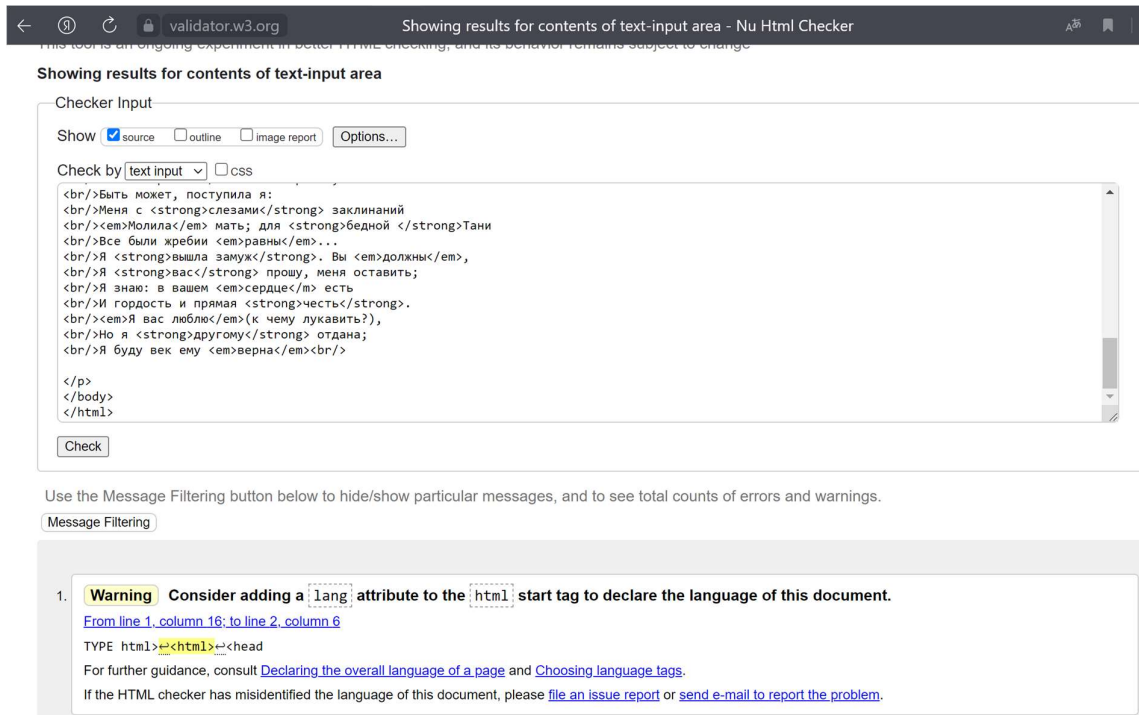 validator.w3.org Showing results for contents of text-input area - Nu Html Checker
This tool is an ongoing experiment in better HTML checking, and its behavior remains subject to change
Showing results for contents of text-input area
Checker Input
Show source outline image report Options...
Check by text input css
<br/>Быть может, поступила я:
<br/>Меня с <strong>слезами</strong> заклинаний
<br/><em>Молила</em> мать; для <strong>бедной </strong>Тани
<br/>Все были жребии <em>равны</em>...
<br/>Я <strong>вышла замуж</strong>. Вы <em>должны</em>,
<br/>Я <strong>вас</strong> прошу, меня оставить;
<br/>Я знаю: в вашем <em>сердце</m> есть
<br/>И гордость и прямая <strong>честь</strong>.
<br/><em>Я вас люблю</em>(к чему лукавить?),
<br/>Но я <strong>другому</strong> отдана;
<br/>Я буду век ему <em>верна</em><br/>
</p>
</body>
</html>
Check
Use the Message Filtering button below to hide/show particular messages, and to see total counts of errors and warnings.
Message Filtering
1. Warning Consider adding a lang attribute to the html start tag to declare the language of this document.
From line 1, column 16; to line 2, column 6
TYPE html>↩<html>↩<head
For further guidance, consult Declaring the overall language of a page and Choosing language tags.
If the HTML checker has misidentified the language of this document, please file an issue report or send e-mail to report the problem.